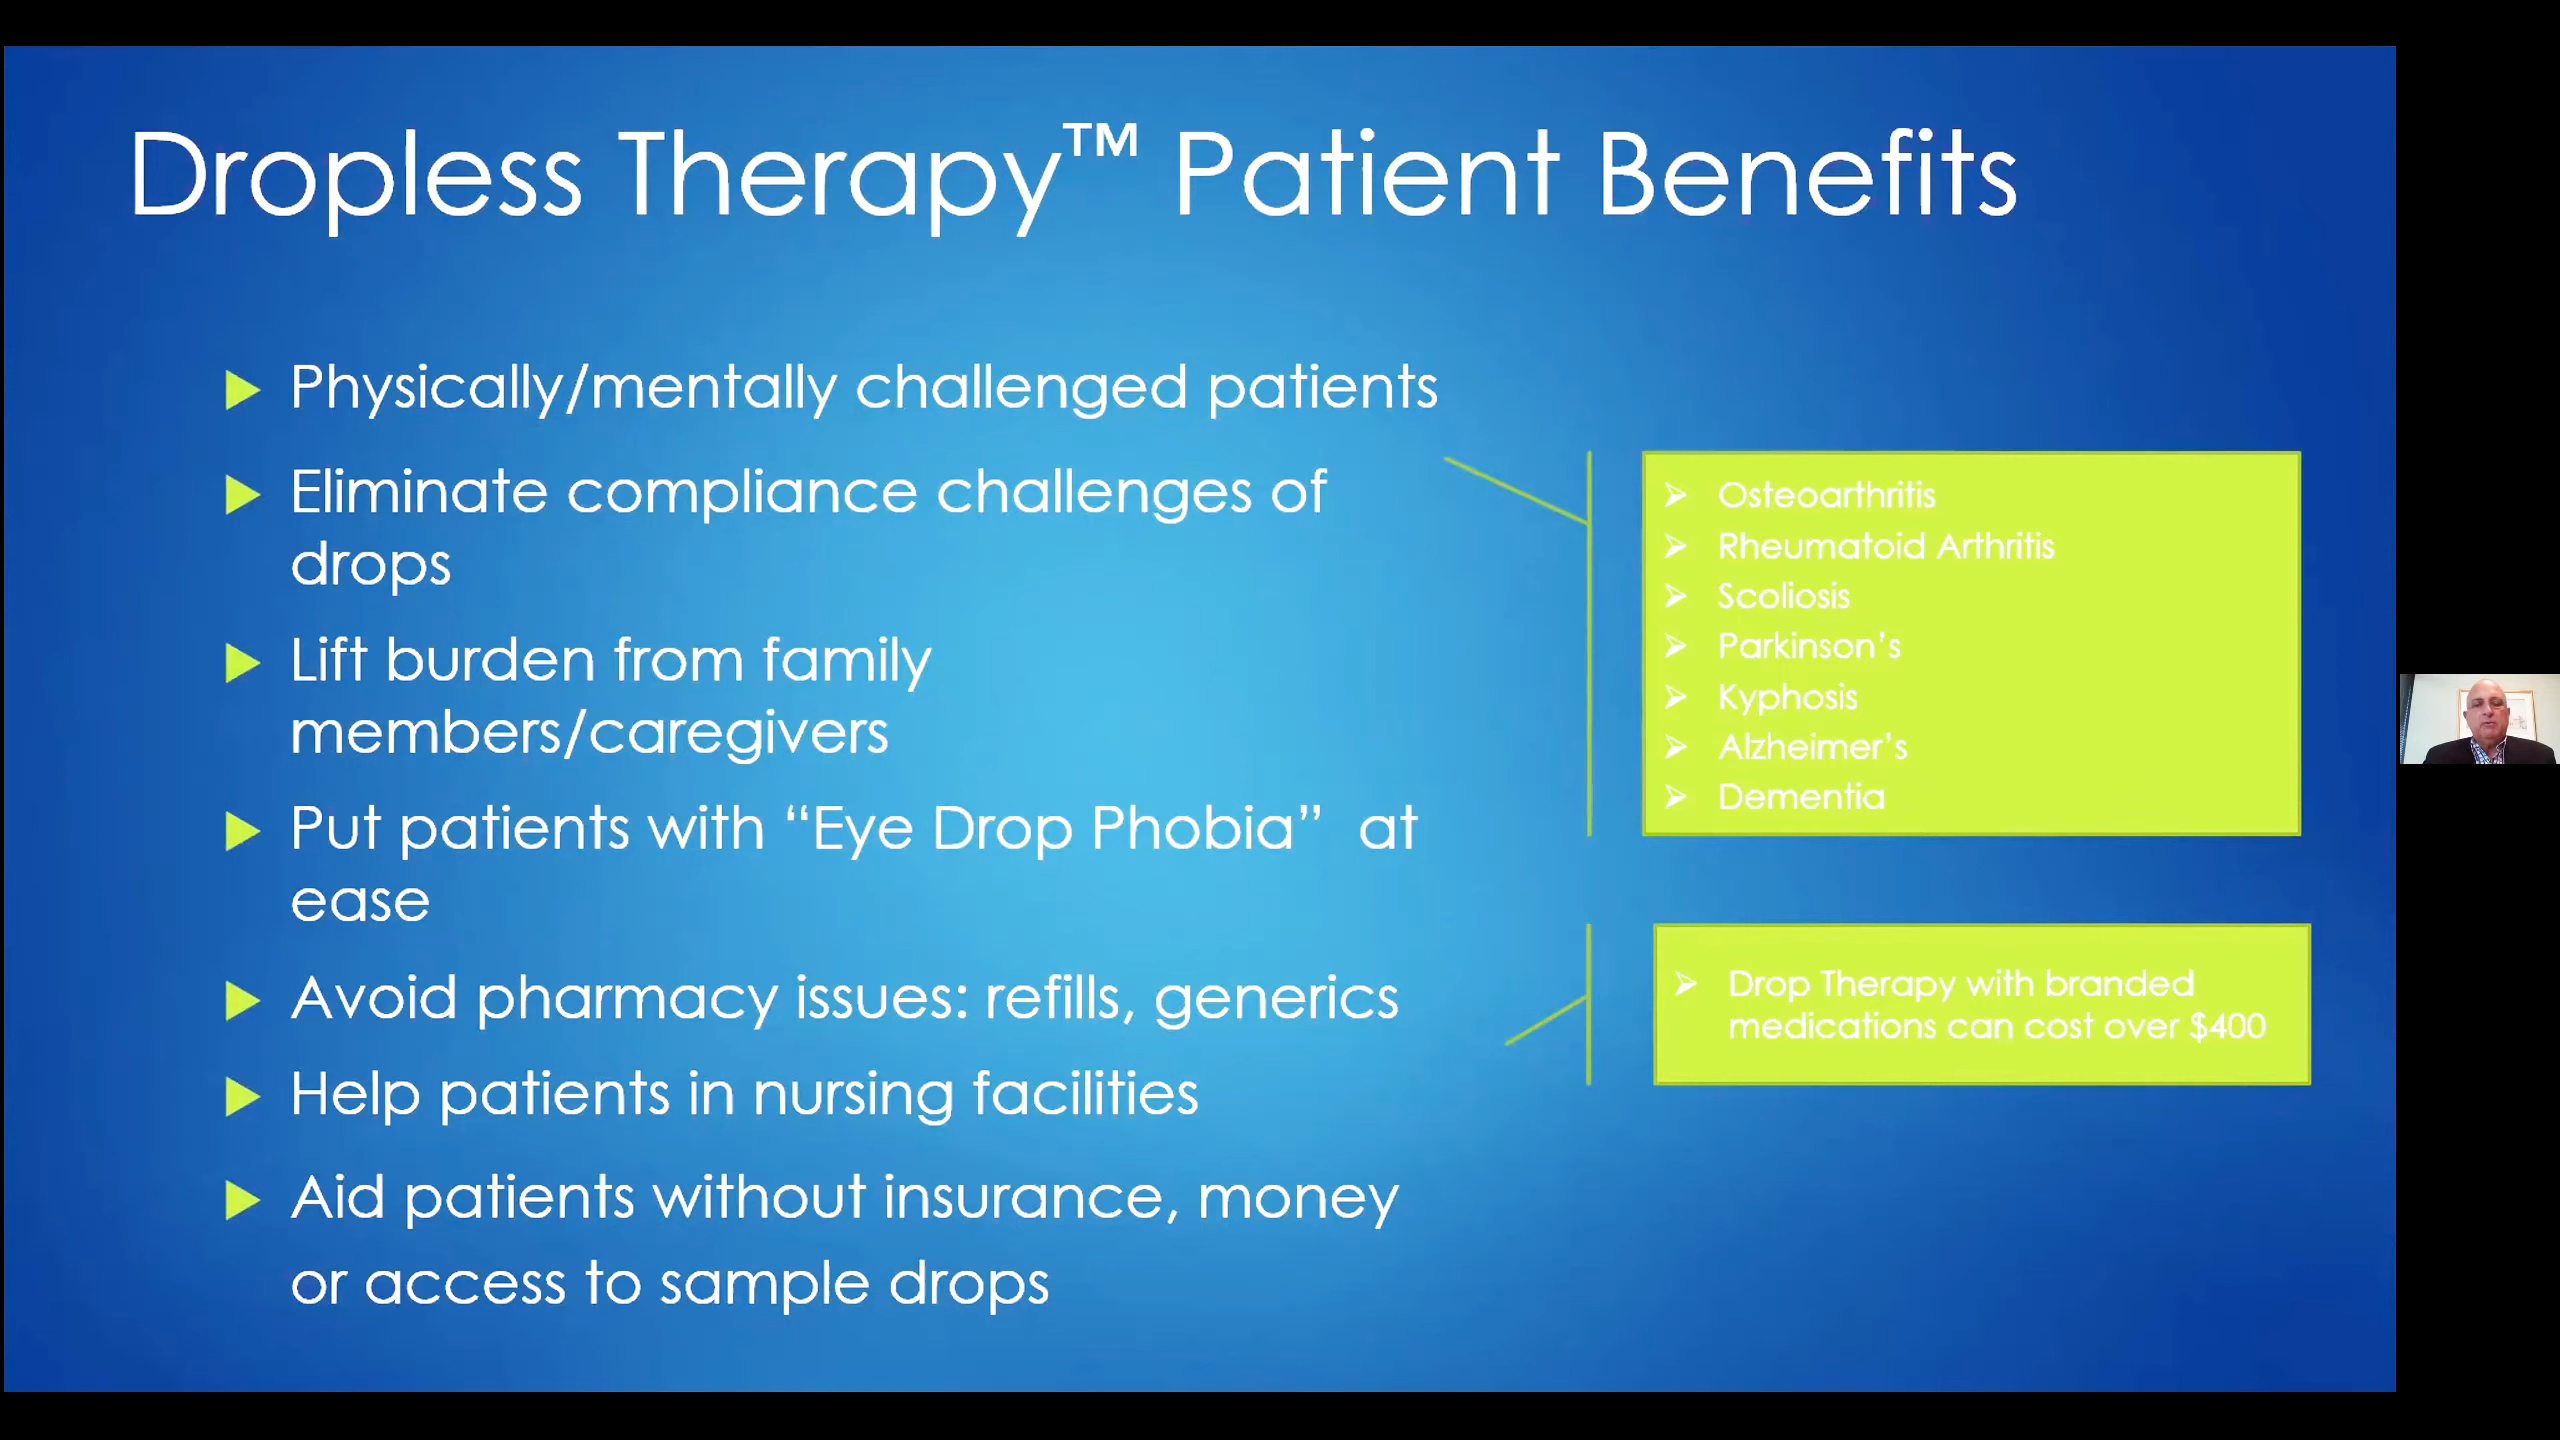 Dropless Therapy™ Patient Benefits
Physically/mentally challenged patients
Eliminate compliance challenges of
drops
Lift burden from family
members/caregivers
Put patients with “Eye Drop Phobia”  at
ease
Avoid pharmacy issues: refills, generics
Help patients in nursing facilities
Aid patients without insurance, money
or access to sample drops
Osteoarthritis
Rheumatoid Arthritis
Scoliosis
Parkinson’s
Kyphosis
Alzheimer’s
Dementia
Drop Therapy with branded
medications can cost over $400